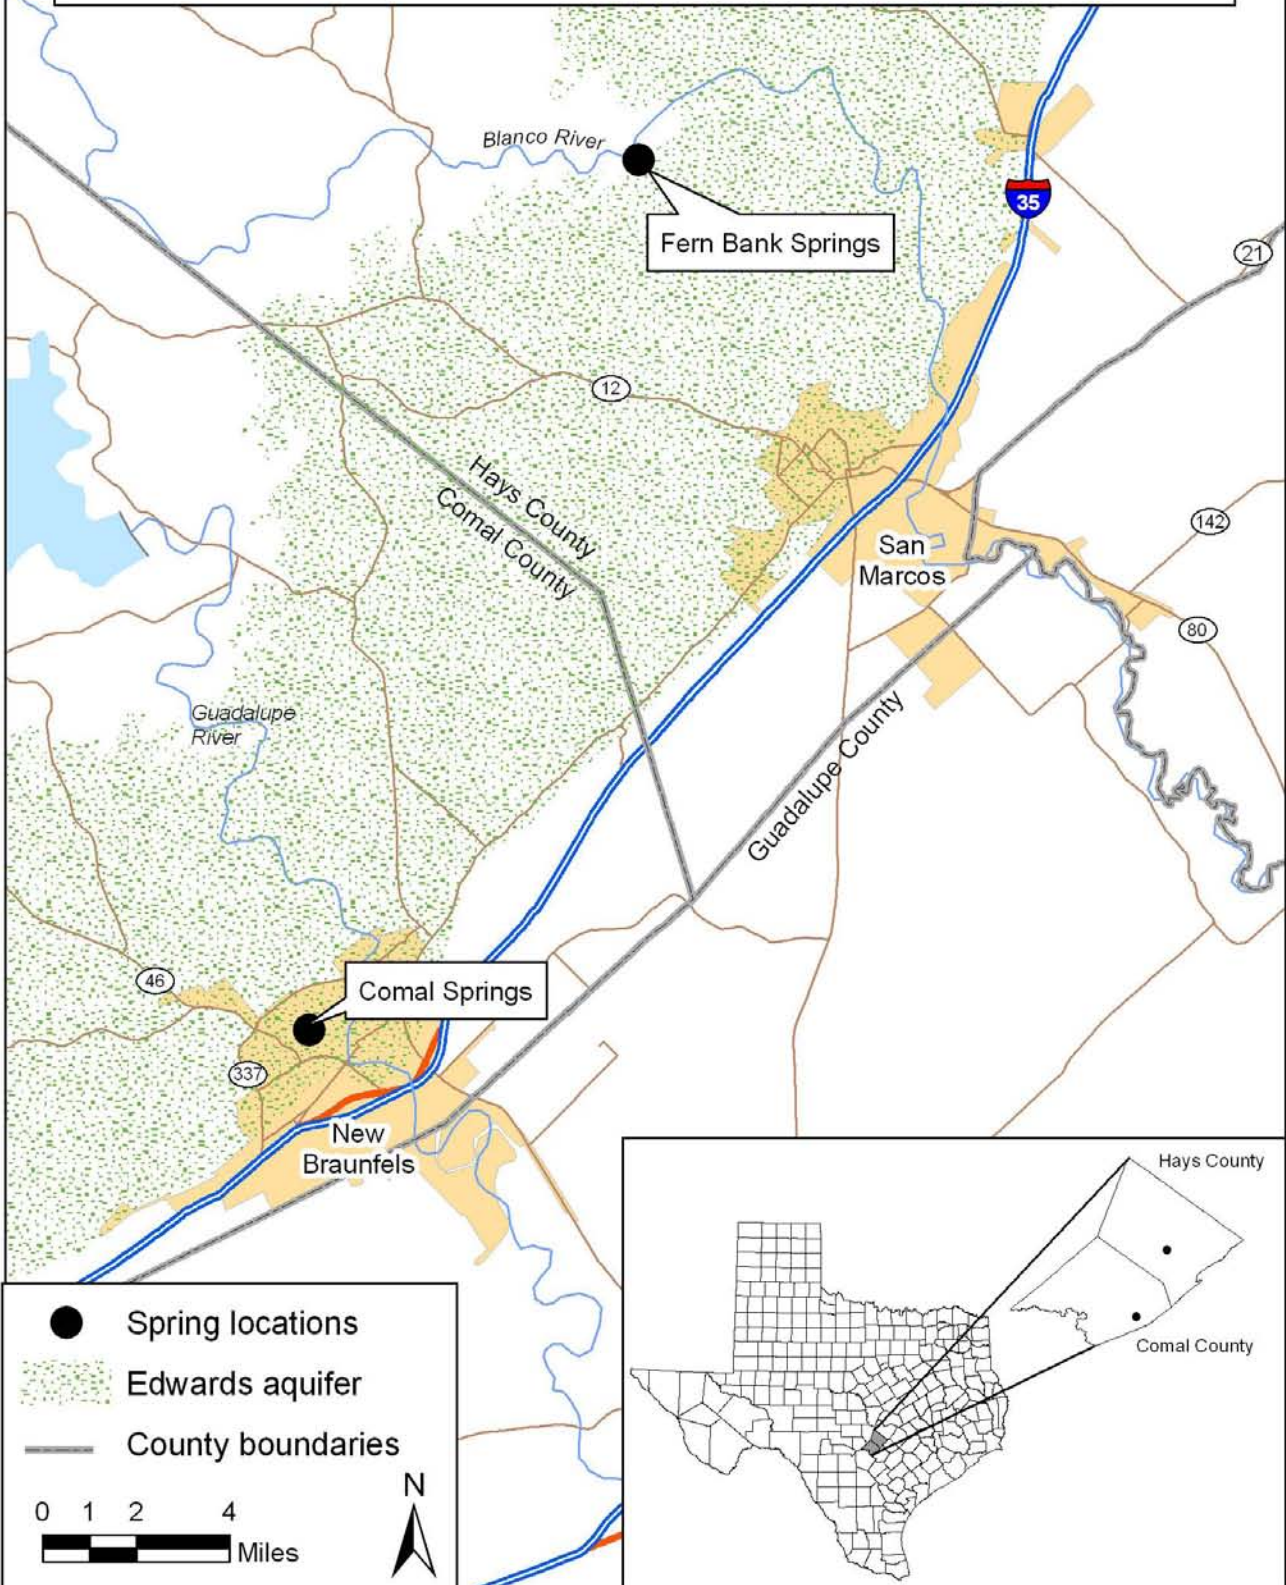 Blanco River
35
Fern Bank Springs
21
12
Hays County
Comal County
142
San
Marcos
80
Guadalupe
River
Guadalupe County
46
Comal Springs
337
New
Braunfels
Hays County
Comal County
Spring locations
Edwards aquifer
County boundaries
N
0 1 2 4
Miles